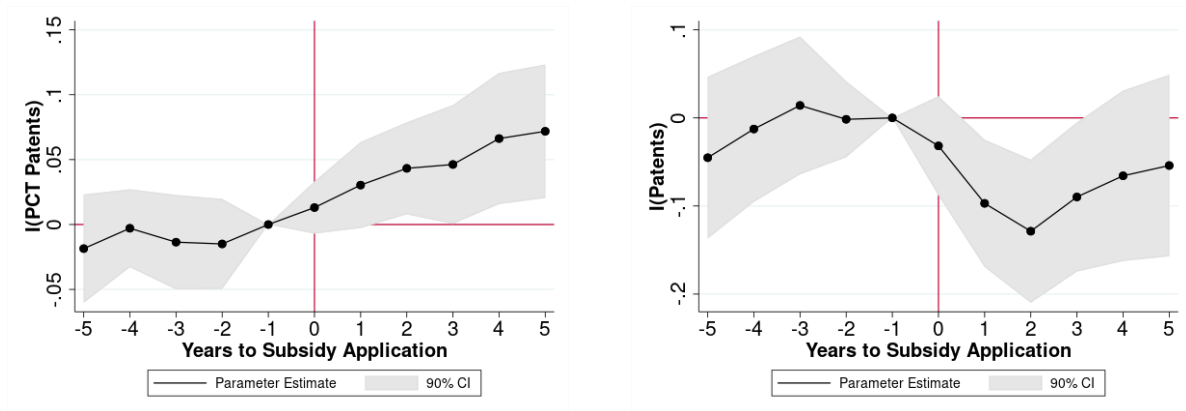 I(PCT Patents)
.15
.1
.05
0
-.05
-5 -4 -3 -2 -1 0 1 2 3 4 5
Years to Subsidy Application
Parameter Estimate 90% CI
I(Patents)
.1
0
-.1
-.2
-5 -4 -3 -2 -1 0 1 2 3 4 5
Years to Subsidy Application
Parameter Estimate 90% CI